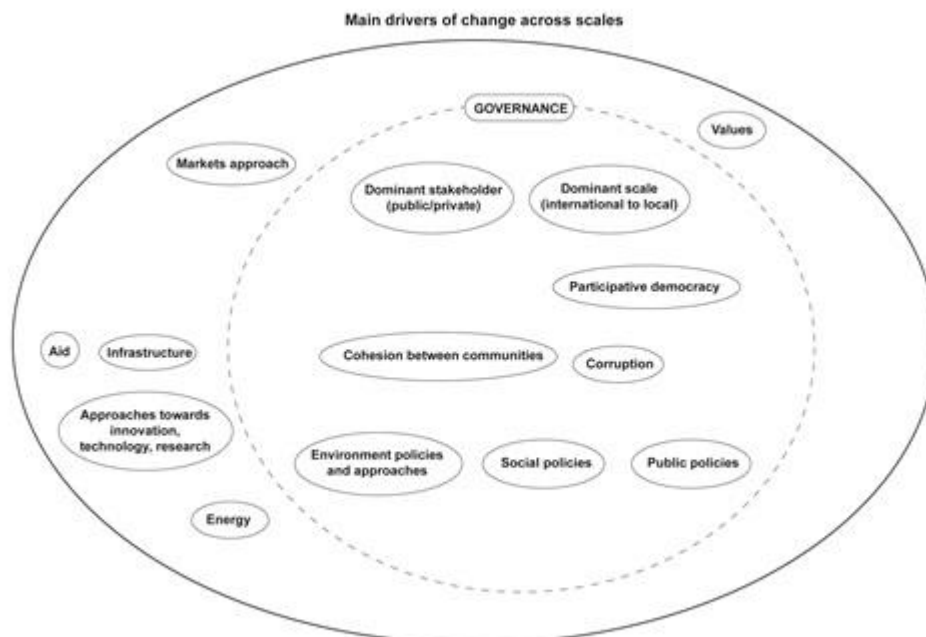 Main drivers of change across scales
GOVERNANCE
Values
Markets approach
Dominant stakeholder
(public/private)
Dominant scale
(international to local)
Participative democracy
Aid
Infrastructure
Cohesion between communities
Corruption
Approaches towards
innovation,
technology, research
Environment policies
and approaches
Social policies
Public policies
Energy